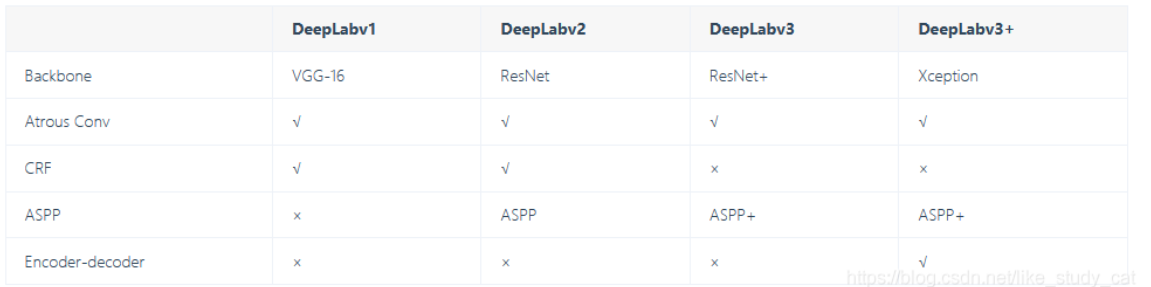 DeepLabv1 DeepLabv2 DeepLabv3 DeepLabv3+
Backbone VGG-16 ResNet ResNet+ Xception
Atrous Conv √ √ √ √
CRF √ √ × ×
ASPP × ASPP ASPP+ ASPP+
Encoder-decoder × × × √
https://blog.csdn.net/like_study_cat